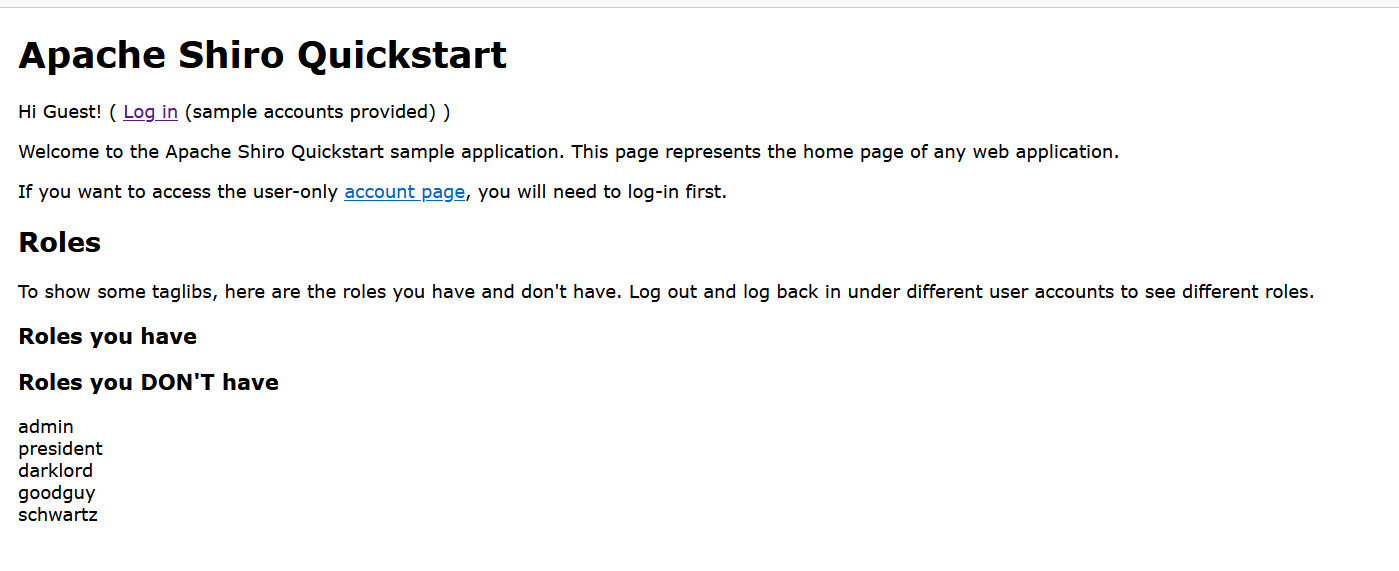 Apache Shiro Quickstart
Hi Guest! ( Log in (sample accounts provided) )
Welcome to the Apache Shiro Quickstart sample application. This page represents the home page of any web application.
If you want to access the user-only account page, you will need to log-in first.
Roles
To show some taglibs, here are the roles you have and don't have. Log out and log back in under different user accounts to see different roles.
Roles you have
Roles you DON'T have
admin
president
darklord
goodguy
schwartz